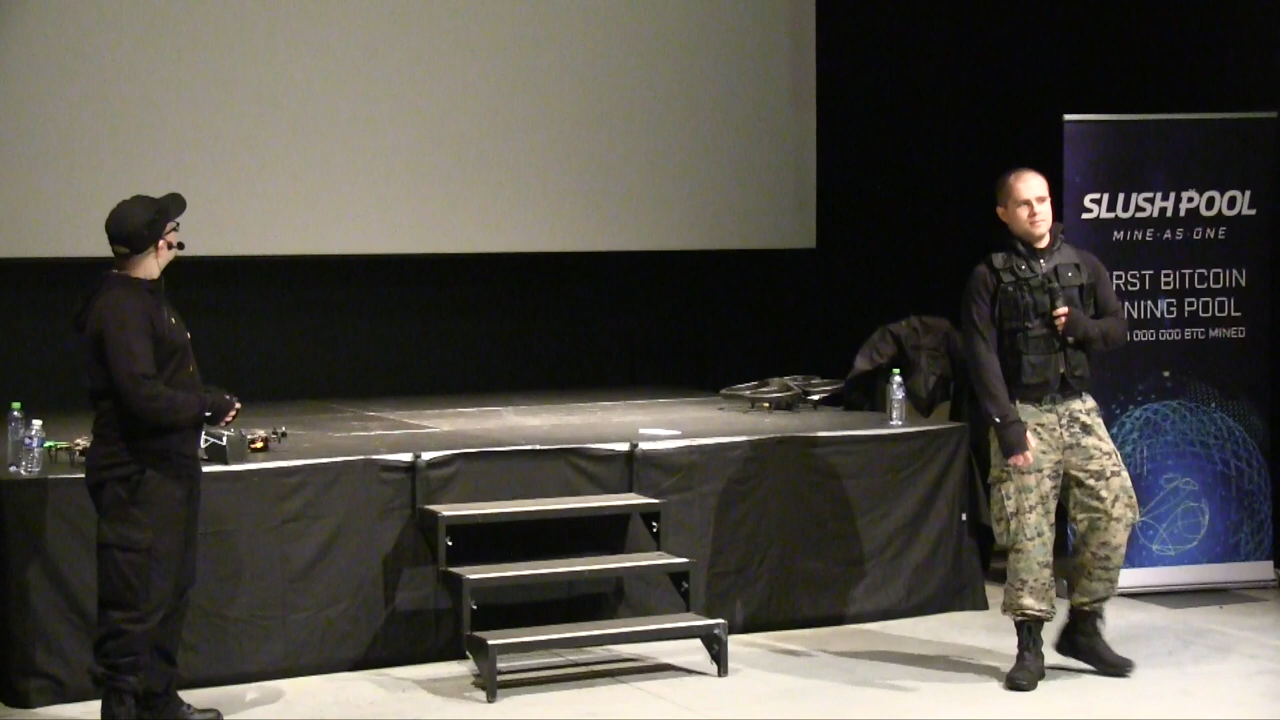 SLUSH POOL
MINE·AS·ONE
RST BITCOIN
NING POOL
1 000 000 BTC MINED